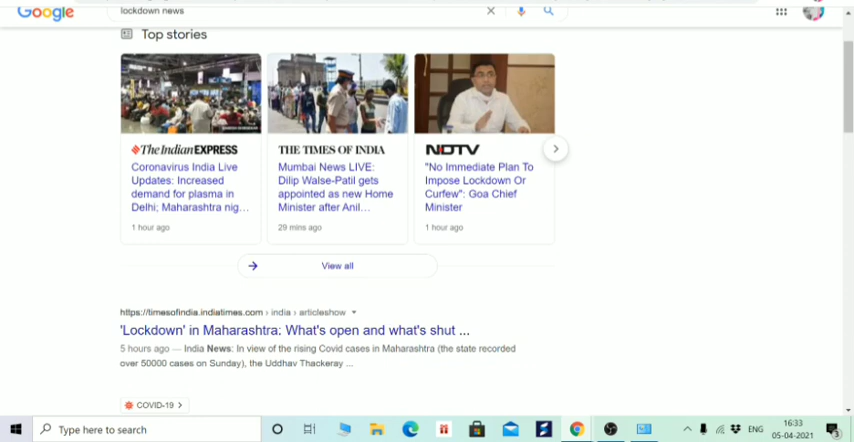 Google
lockdown news
Top stories
The Indian EXPRESS
Coronavirus India Live
Updates: Increased
demand for plasma in
Delhi; Maharashtra nig...
1 hour ago
THE TIMES OF INDIA
Mumbai News LIVE:
Dilip Walse-Patil gets
appointed as new Home
Minister after Anil...
29 mins ago
NDTV
"No Immediate Plan To
Impose Lockdown Or
Curfew": Goa Chief
Minister
1 hour ago
View all
https://timesofindia.indiatimes.com › india › articleshow
'Lockdown' in Maharashtra: What's open and what's shut ...
5 hours ago — India News: In view of the rising Covid cases in Maharashtra (the state recorded
over 50000 cases on Sunday), the Uddhav Thackeray ...
COVID-19
Type here to search
ENG
16:33
05-04-2021
3